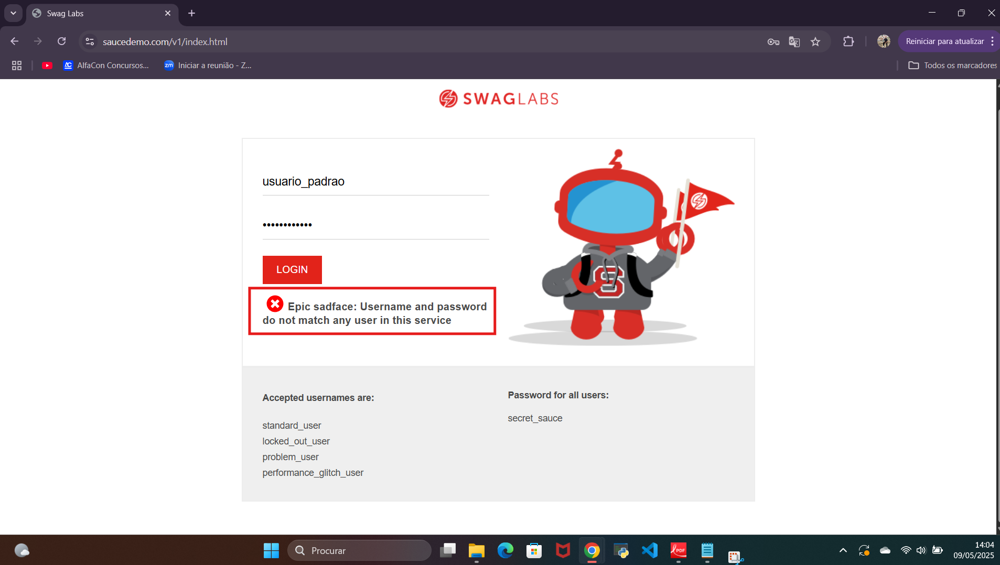 Swag Labs
saucedemo.com/v1/index.html
Reiniciar para atualizar
AlfaCon Concursos...
zm
Iniciar a reunião - Z...
Todos os marcadores
SWAGLABS
usuario_padrao
••••••••••••
LOGIN
Epic sadface: Username and password
do not match any user in this service
S
Accepted usernames are:
standard_user
locked_out_user
problem_user
performance_glitch_user
Password for all users:
secret_sauce
Procurar
PDF
14:04
09/05/2025